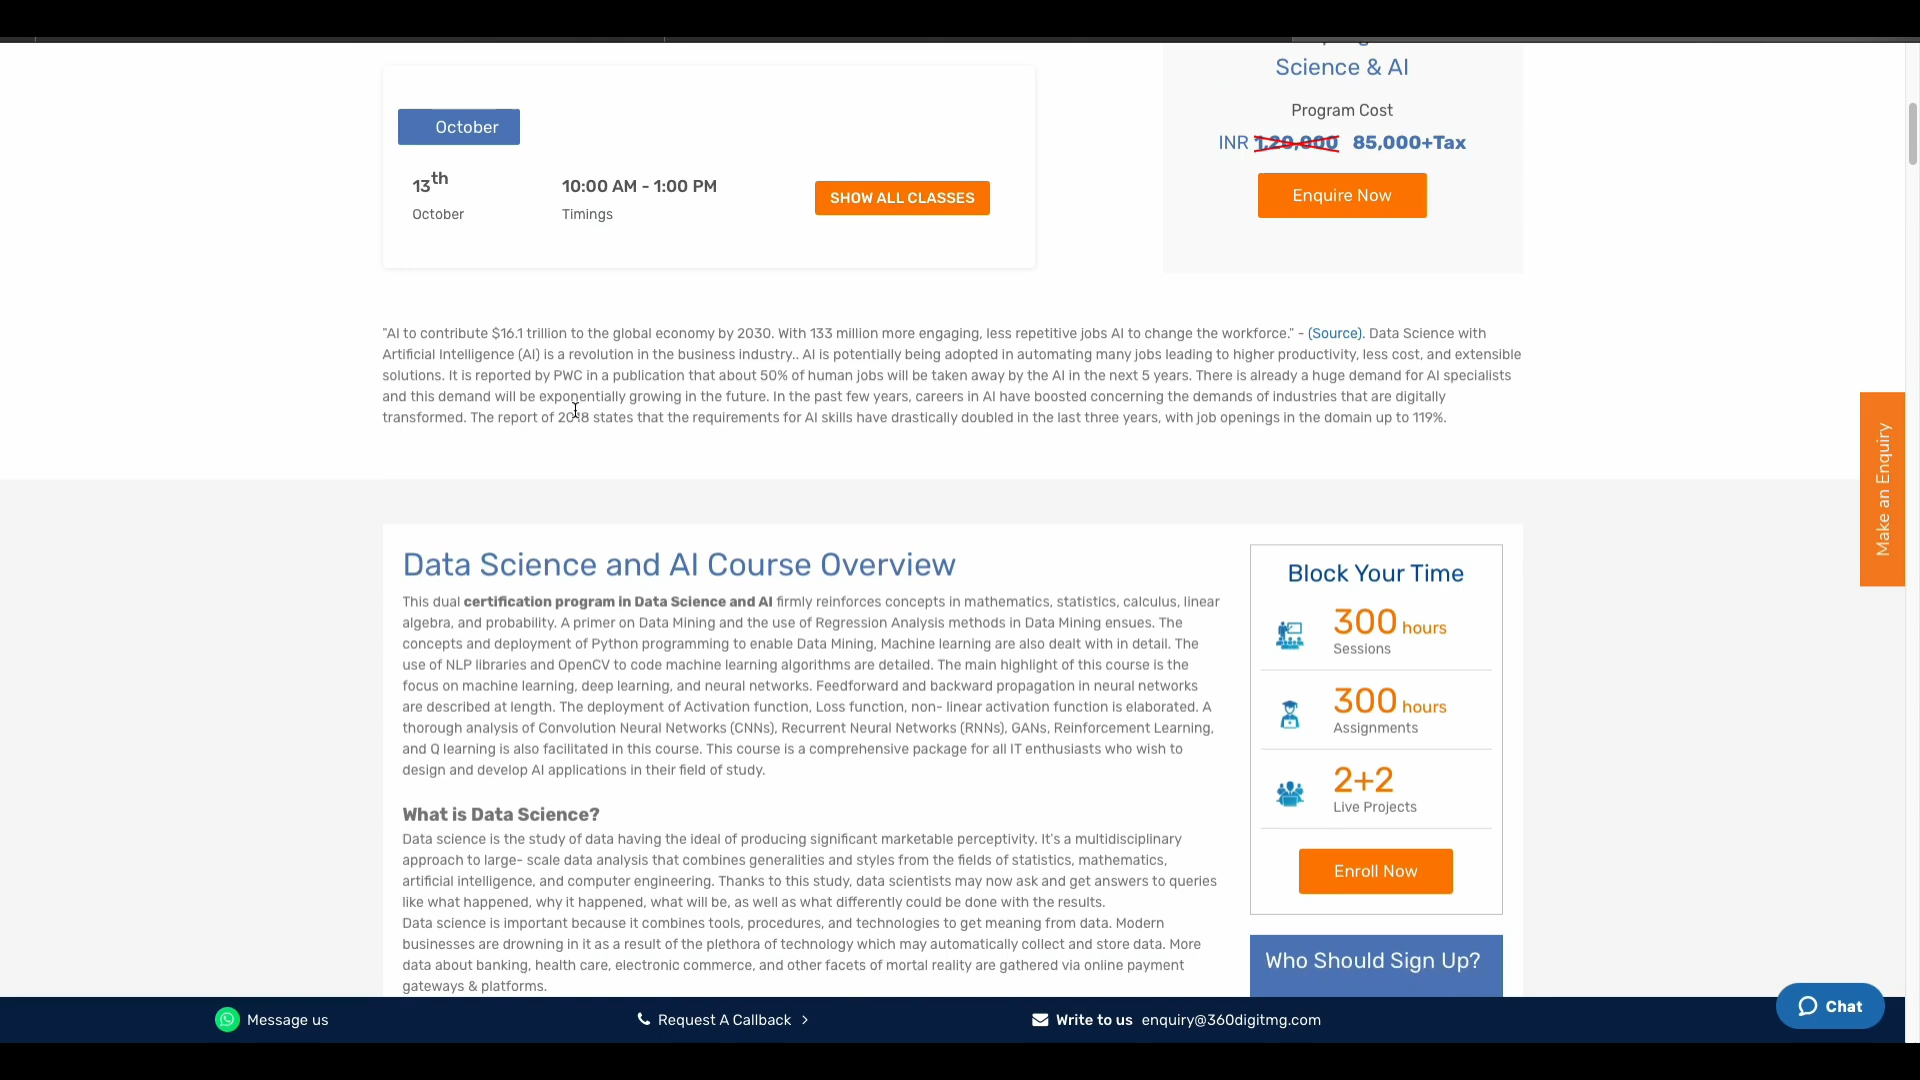 Science & AI
Program Cost
INR 1,20,000 85,000+Tax
Enquire Now
October
13th
October
10:00 AM - 1:00 PM
Timings
SHOW ALL CLASSES
"AI to contribute $16.1 trillion to the global economy by 2030. With 133 million more engaging, less repetitive jobs AI to change the workforce." - (Source). Data Science with
Artificial Intelligence (AI) is a revolution in the business industry.. AI is potentially being adopted in automating many jobs leading to higher productivity, less cost, and extensible
solutions. It is reported by PWC in a publication that about 50% of human jobs will be taken away by the AI in the next 5 years. There is already a huge demand for AI specialists
and this demand will be exponentially growing in the future. In the past few years, careers in AI have boosted concerning the demands of industries that are digitally
transformed. The report of 2018 states that the requirements for AI skills have drastically doubled in the last three years, with job openings in the domain up to 119%.
Make an Enquiry
Data Science and AI Course Overview
This dual certification program in Data Science and AI firmly reinforces concepts in mathematics, statistics, calculus, linear
algebra, and probability. A primer on Data Mining and the use of Regression Analysis methods in Data Mining ensues. The
concepts and deployment of Python programming to enable Data Mining, Machine learning are also dealt with in detail. The
use of NLP libraries and OpenCV to code machine learning algorithms are detailed. The main highlight of this course is the
focus on machine learning, deep learning, and neural networks. Feedforward and backward propagation in neural networks
are described at length. The deployment of Activation function, Loss function, non- linear activation function is elaborated. A
thorough analysis of Convolution Neural Networks (CNNs), Recurrent Neural Networks (RNNs), GANs, Reinforcement Learning,
and Q learning is also facilitated in this course. This course is a comprehensive package for all IT enthusiasts who wish to
design and develop AI applications in their field of study.
What is Data Science?
Data science is the study of data having the ideal of producing significant marketable perceptivity. It's a multidisciplinary
approach to large- scale data analysis that combines generalities and styles from the fields of statistics, mathematics,
artificial intelligence, and computer engineering. Thanks to this study, data scientists may now ask and get answers to queries
like what happened, why it happened, what will be, as well as what differently could be done with the results.
Data science is important because it combines tools, procedures, and technologies to get meaning from data. Modern
businesses are drowning in it as a result of the plethora of technology which may automatically collect and store data. More
data about banking, health care, electronic commerce, and other facets of mortal reality are gathered via online payment
gateways & platforms.
Block Your Time
300 hours
Sessions
300 hours
Assignments
2+2
Live Projects
Enroll Now
Who Should Sign Up?
Message us
Request A Callback
Write to us enquiry@360digitmg.com
Chat